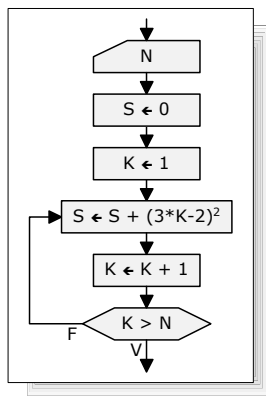 N
S ← 0
K ← 1
S ← S + (3*K-2)²
K ← K + 1
K > N
F
V